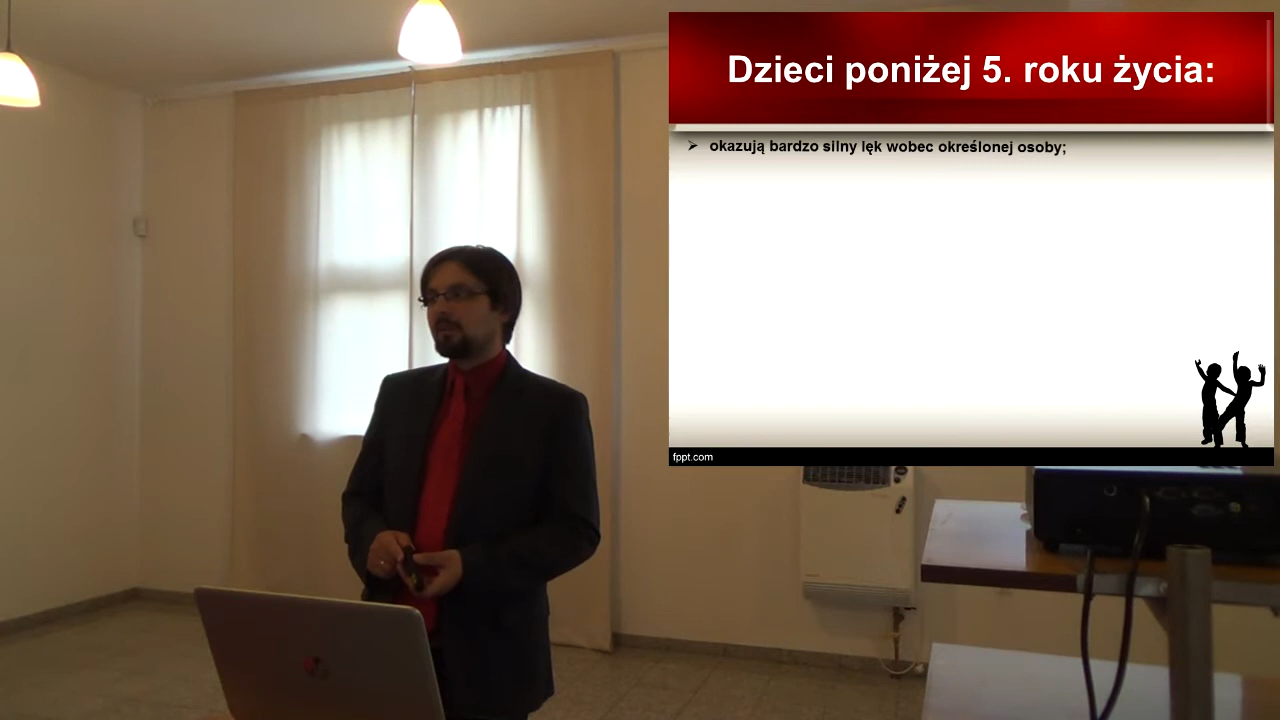 Dzieci poniżej 5. roku życia:
okazują bardzo silny lęk wobec określonej osoby;
fppt.com